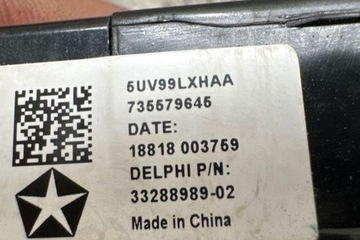 5UV99LXHAA
735579645
DATE:
18818 003759
DELPHI P/N:
33288989-02
Made in China